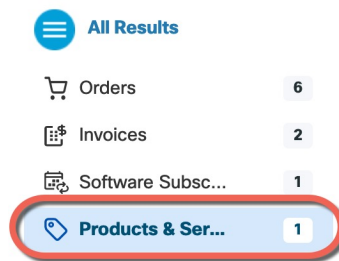 All Results
Orders 6
Invoices 2
Software Subsc... 1
Products & Ser... 1